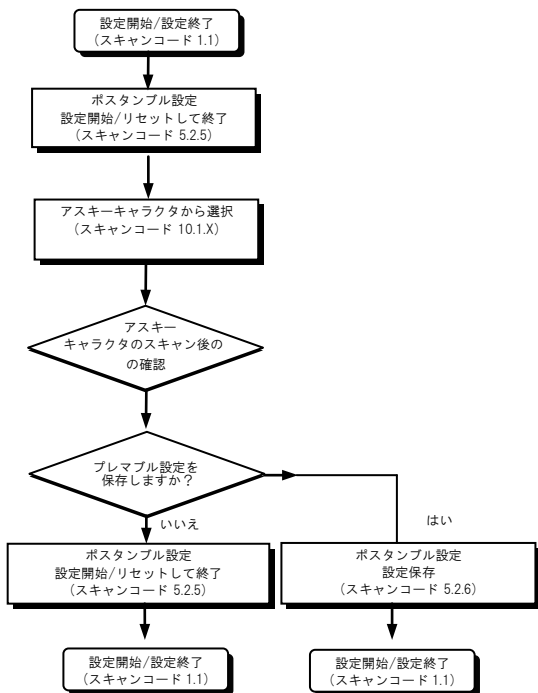 設定開始/設定終了
（スキャンコード 1.1）
ポスタンブル設定
設定開始/リセットして終了
（スキャンコード 5.2.5）
アスキーキャラクタから選択
（スキャンコード 10.1.X）
アスキー
キャラクタのスキャン後の
の確認
プレマブル設定を
保存しますか？
いいえ
はい
ポスタンブル設定
設定開始/リセットして終了
（スキャンコード 5.2.5）
ポスタンブル設定
設定保存
（スキャンコード 5.2.6）
設定開始/設定終了
（スキャンコード 1.1）
設定開始/設定終了
（スキャンコード 1.1）